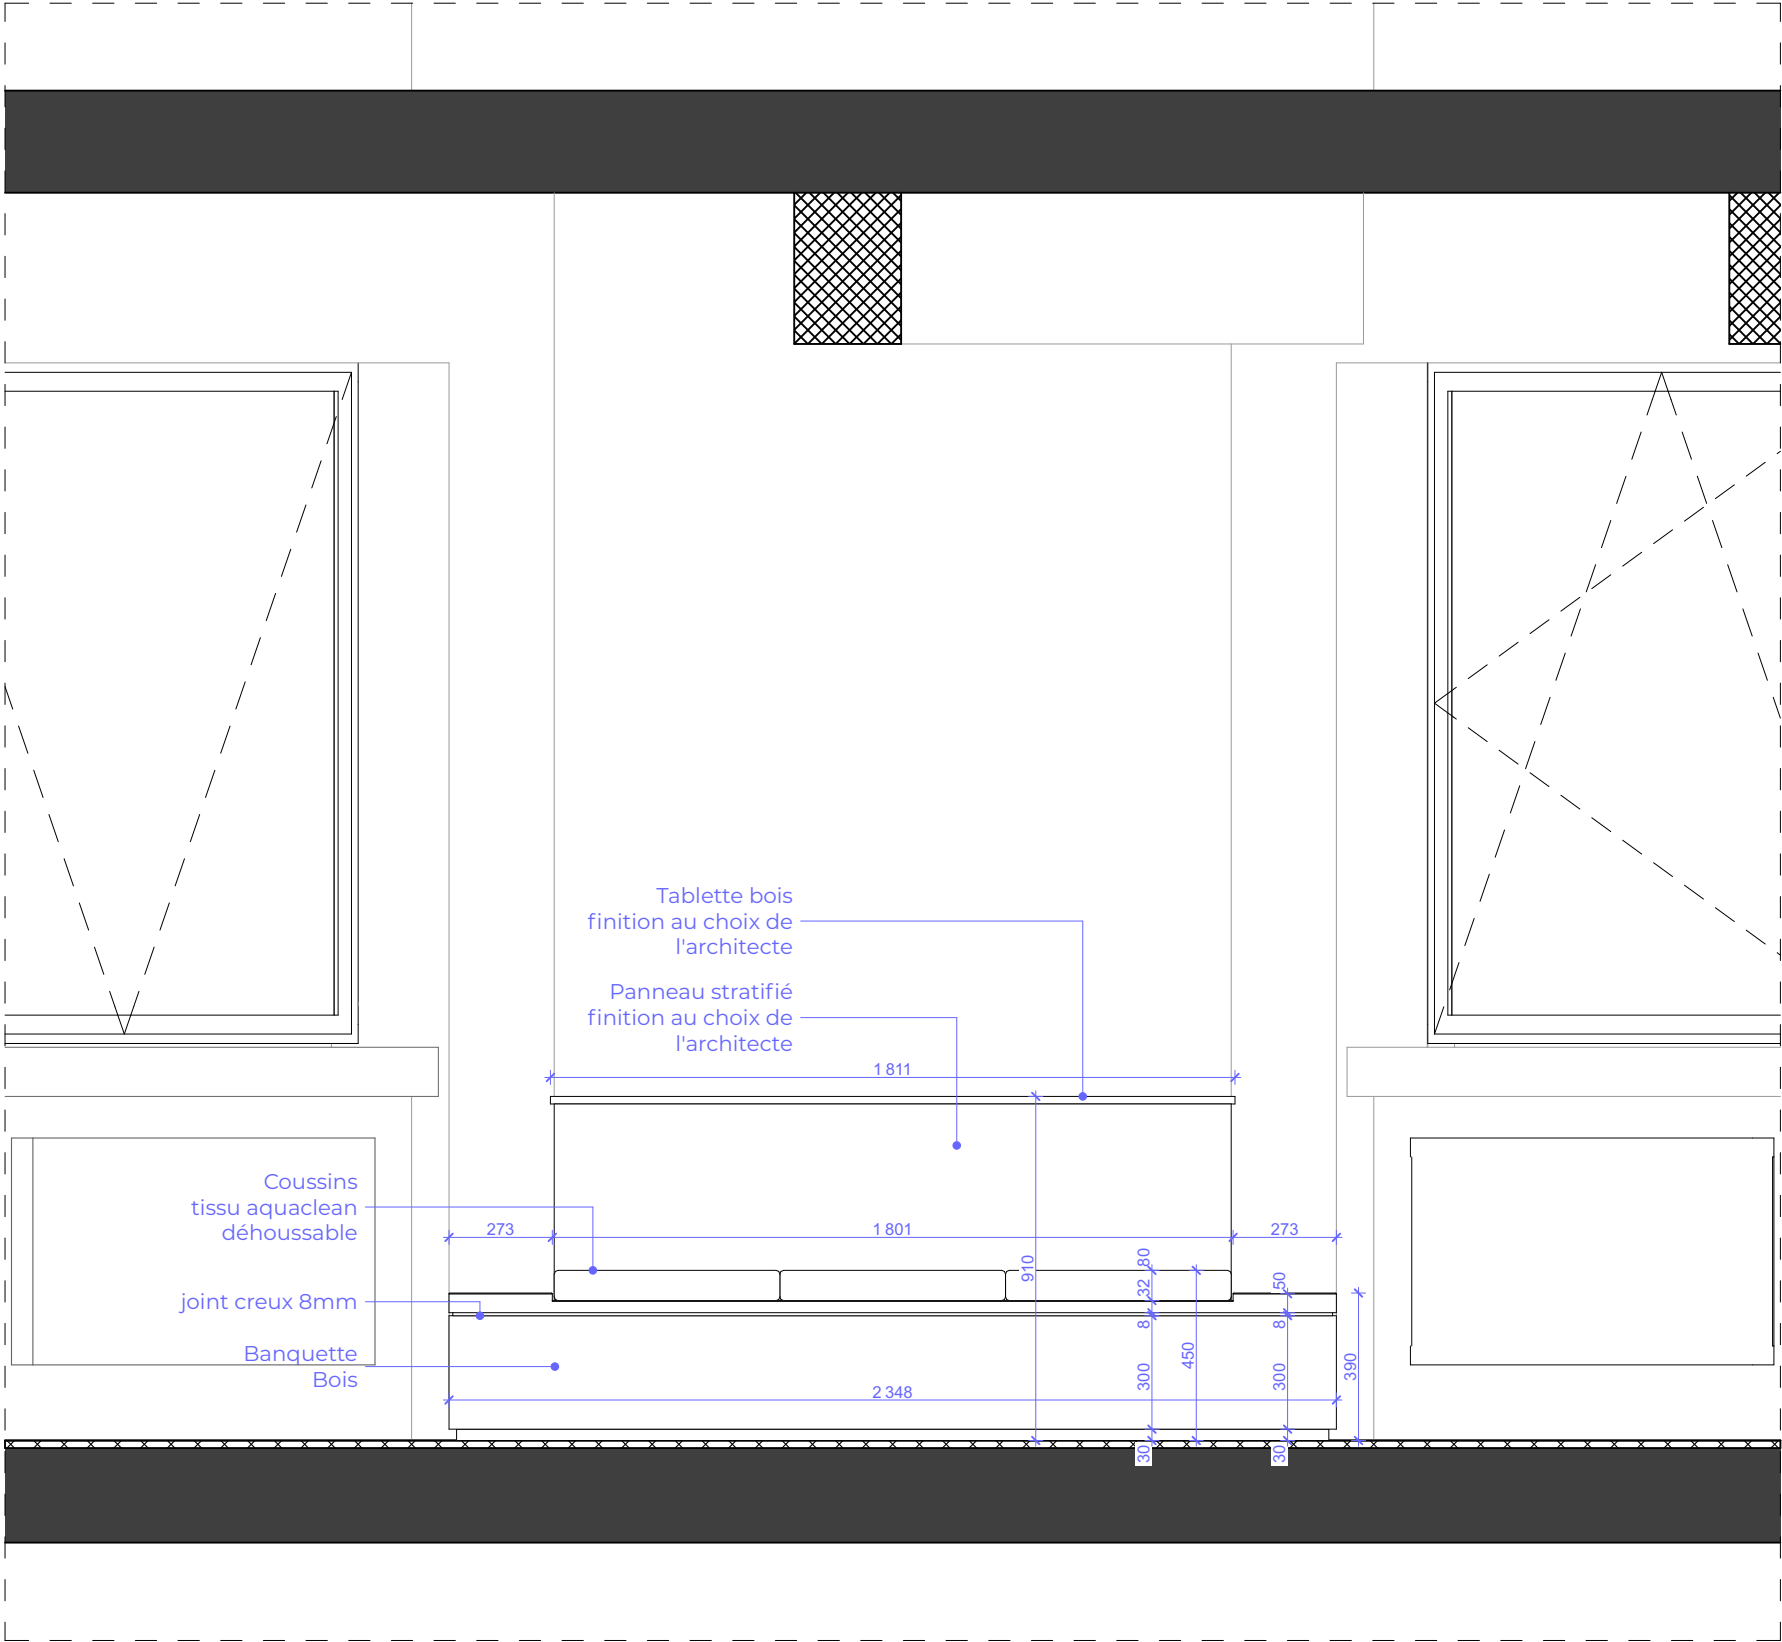 Tablette bois
finition au choix de
l'architecte
Panneau stratifié
finition au choix de
l'architecte
1 811
Coussins
tissu aquaclean
déhoussable
273
1 801
273
910
80
32
50
joint creux 8mm
8
8
450
390
Banquette
Bois
300
300
2 348
30
30